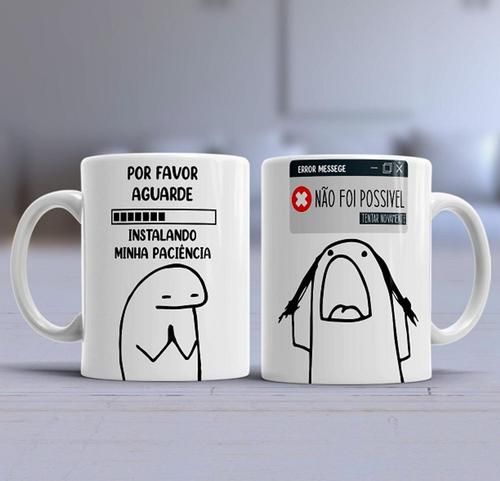 POR FAVOR
AGUARDE
INSTALANDO
MINHA PACIÊNCIA
ERROR MESSEGE
NÃO FOI POSSIVEL
TENTAR NOVAMENTE